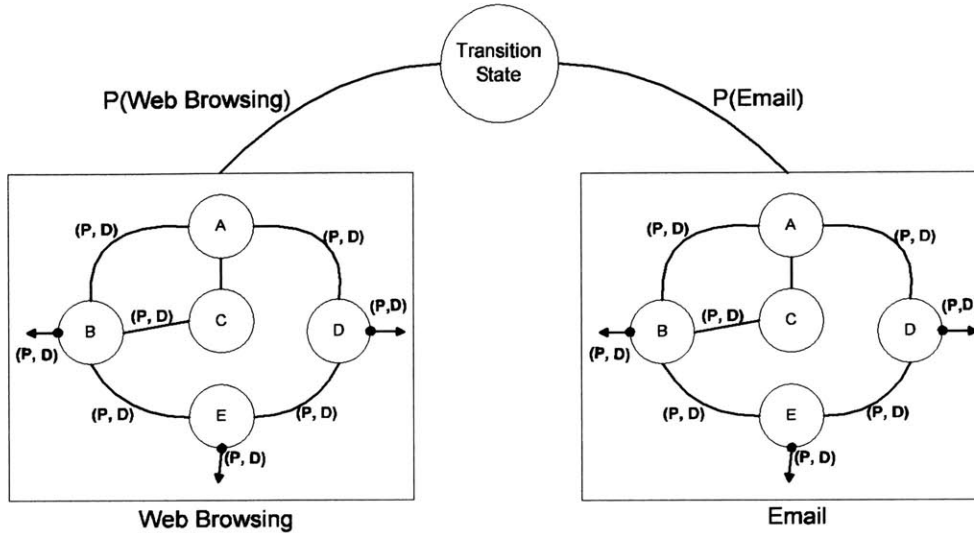 Transition
State
P(Web Browsing)
P(Email)
A
(P, D)
(P, D)
(P,D)
B
(P, D)
C
D
(P, D)
(P, D)
E
(P, D)
(P, D)
Web Browsing
A
(P, D)
(P, D)
(P,D)
B
(P, D)
C
D
(P, D)
(P, D)
E
(P, D)
(P, D)
Email